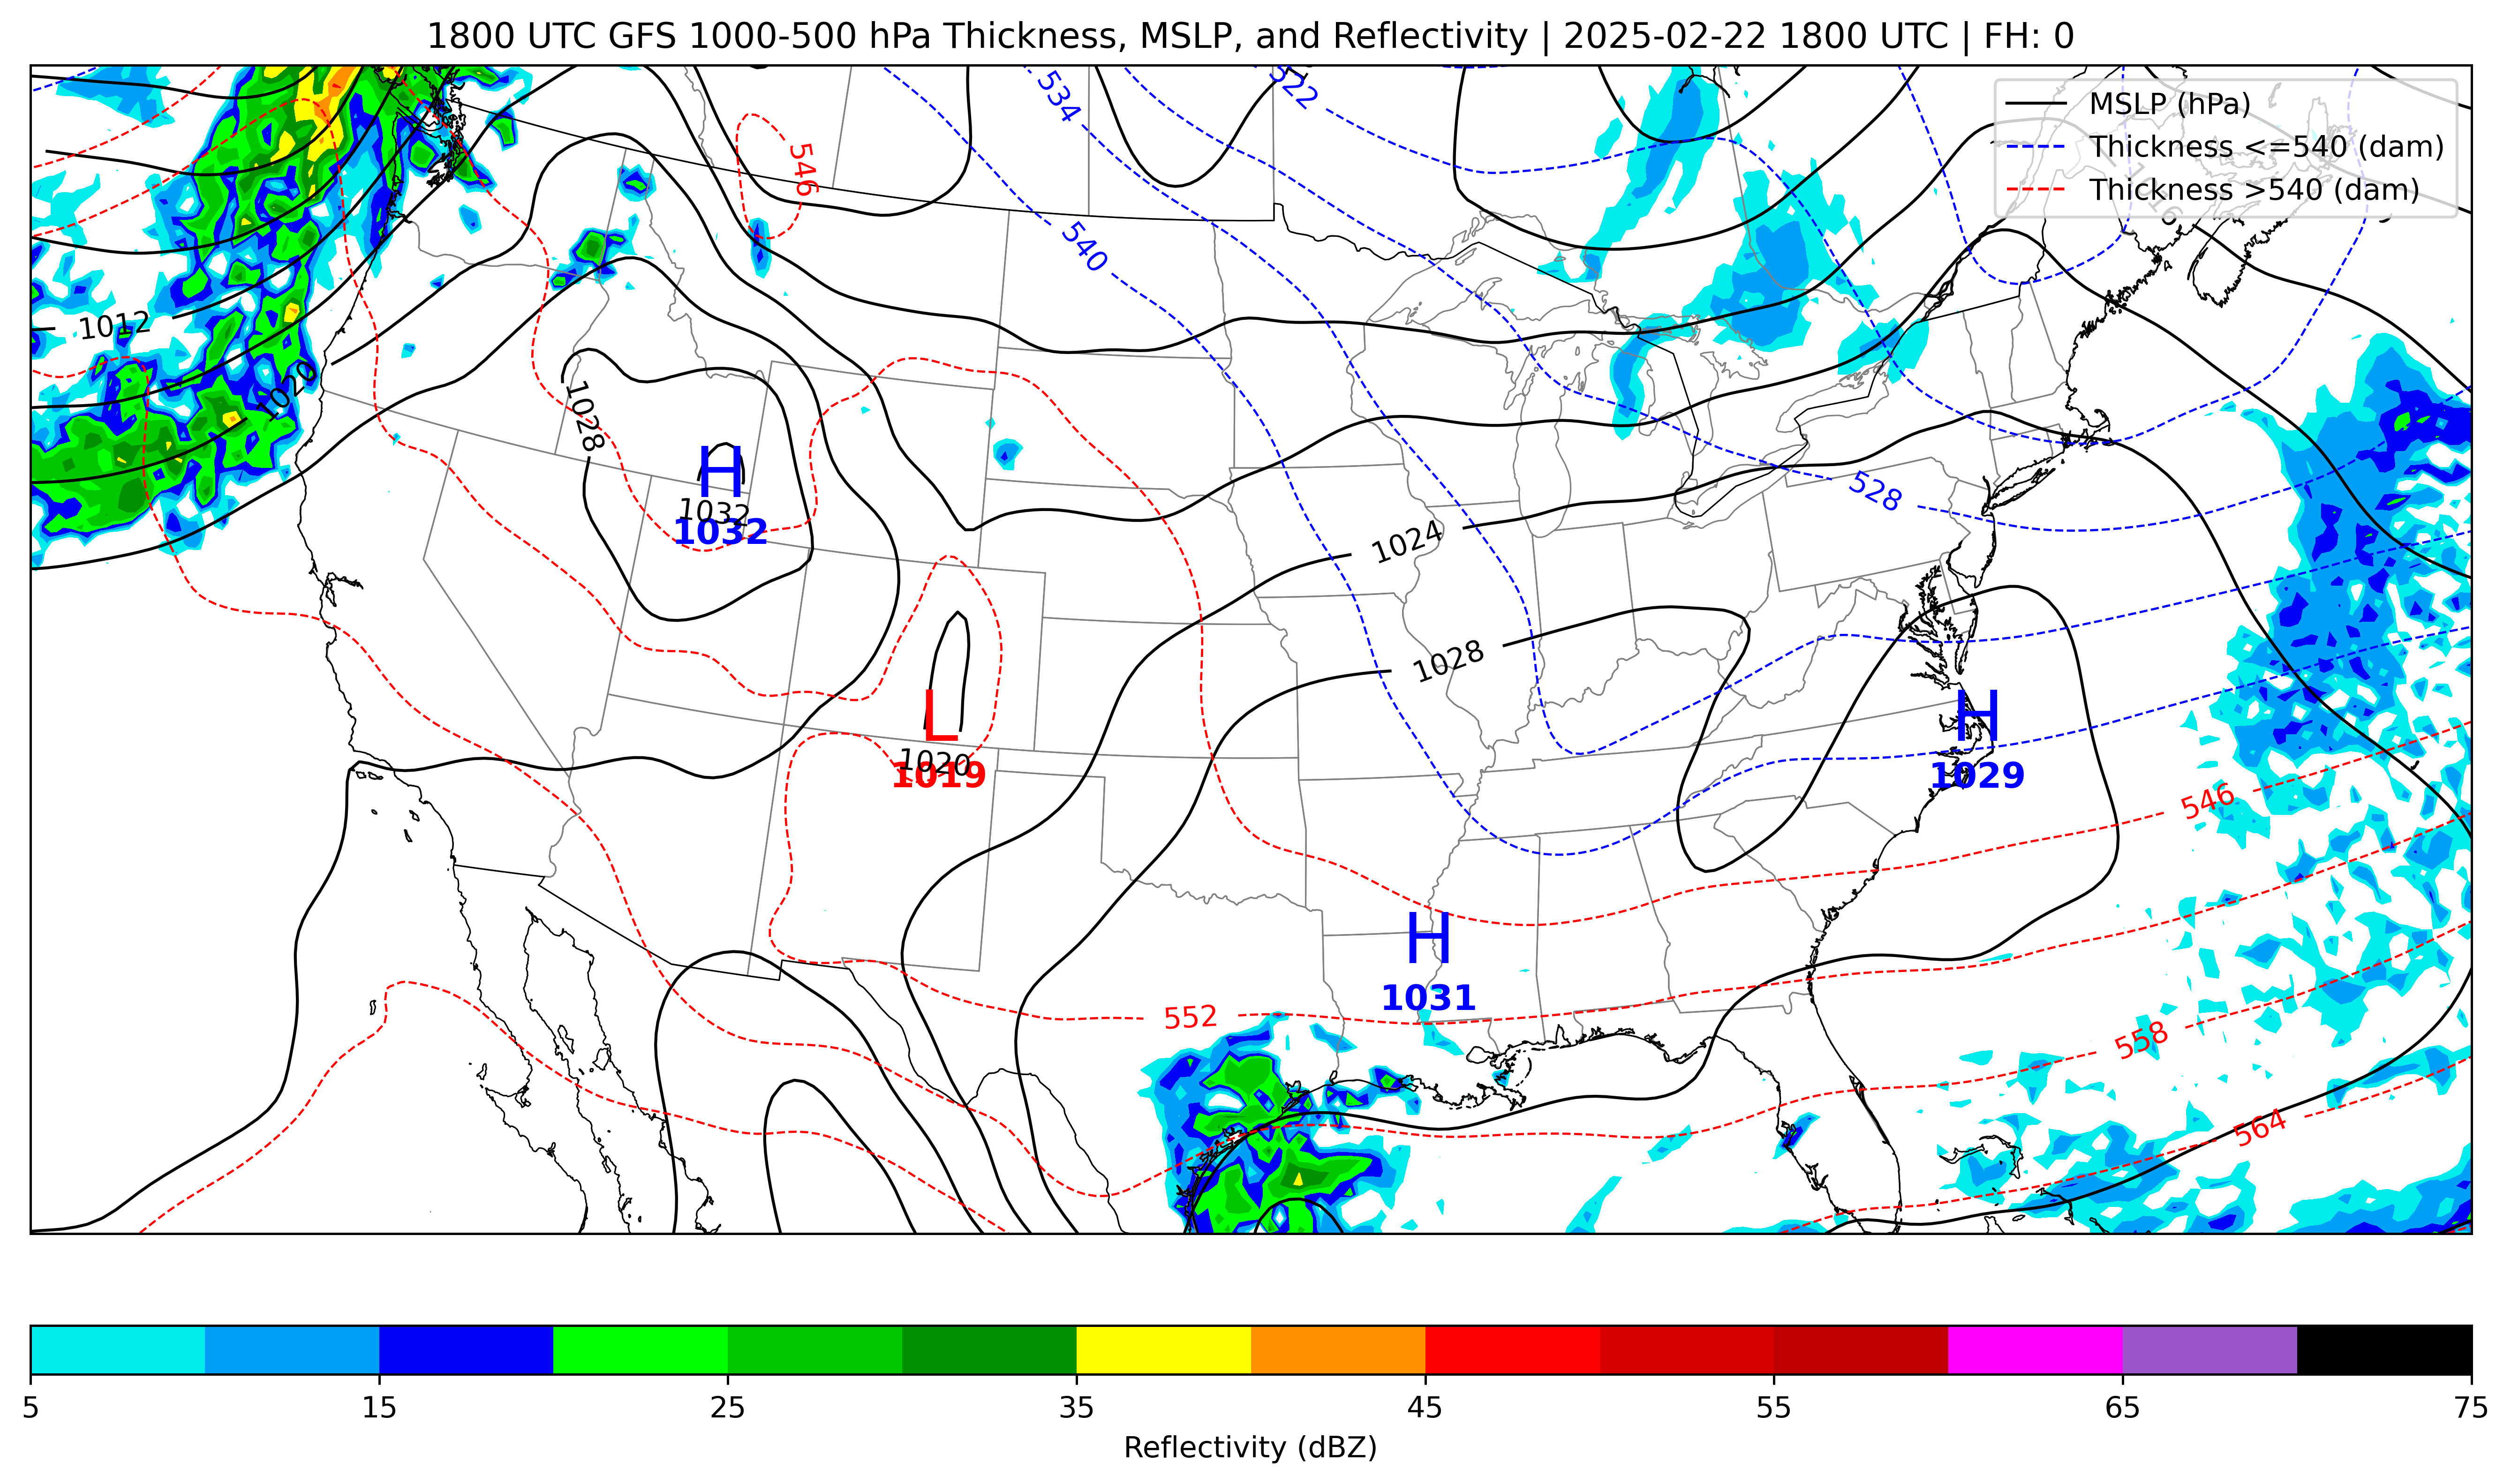 1800 UTC GFS 1000-500 hPa Thickness, MSLP, and Reflectivity | 2025-02-22 1800 UTC | FH: 0
MSLP (hPa)
Thickness <=540 (dam)
Thickness >540 (dam)
534
522
546
540
1012
1020
1028
528
H
1032
1032
1024
1028
L
1020
1019
H
1029
546
H
1031
552
558
564
5 15 25 35 45 55 65 75
Reflectivity (dBZ)